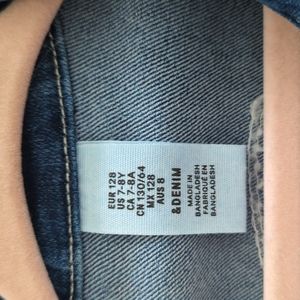 EUR 128
US 7-8Y
CA 7-8A
CN 130/64
MX 128
AUS 8
&DENIM
MADE IN
BANGLADESH
FABRIQUÉ EN
BANGLADESH